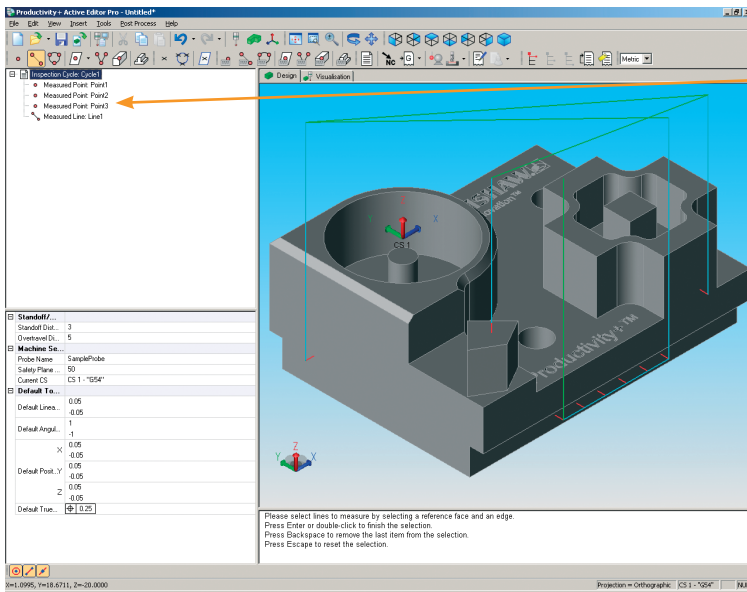 Productivity+ Active Editor Pro - Untitled*
File Edit View Insert Tools Post Process Help
NC G Metric
Inspection Cycle: Cycle1
Measured Point: Point1
Measured Point: Point2
Measured Point: Point3
Measured Line: Line1
Design Visualisation
Z
Y X
CS 1
Productivity+™
Z
Y X
Standoff/...
Standoff Dist... 3
Overtravel Di... 5
Machine Se...
Probe Name SampleProbe
Safety Plane ... 50
Current CS CS 1 - "G54"
Default To...
Default Linea... 0.05
-0.05
Default Angul... 1
-1
X 0.05
-0.05
Default Posit... Y 0.05
-0.05
Z 0.05
-0.05
Default True... 0.25
Please select lines to measure by selecting a reference face and an edge.
Press Enter or double-click to finish the selection.
Press Backspace to remove the last item from the selection.
Press Escape to reset the selection.
X=1.0995, Y=18.6711, Z=-20.0000 Projection = Orthographic CS 1 - "G54"